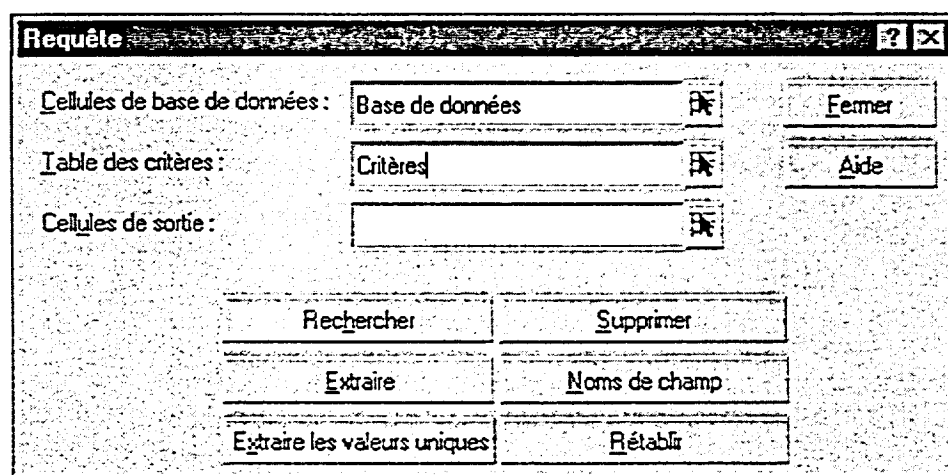 Requête
Cellules de base de données : Base de données Fermer
Table des critères : Critères Aide
Cellules de sortie :
Rechercher Supprimer
Extraire Noms de champ
Extraire les valeurs uniques Rétablir